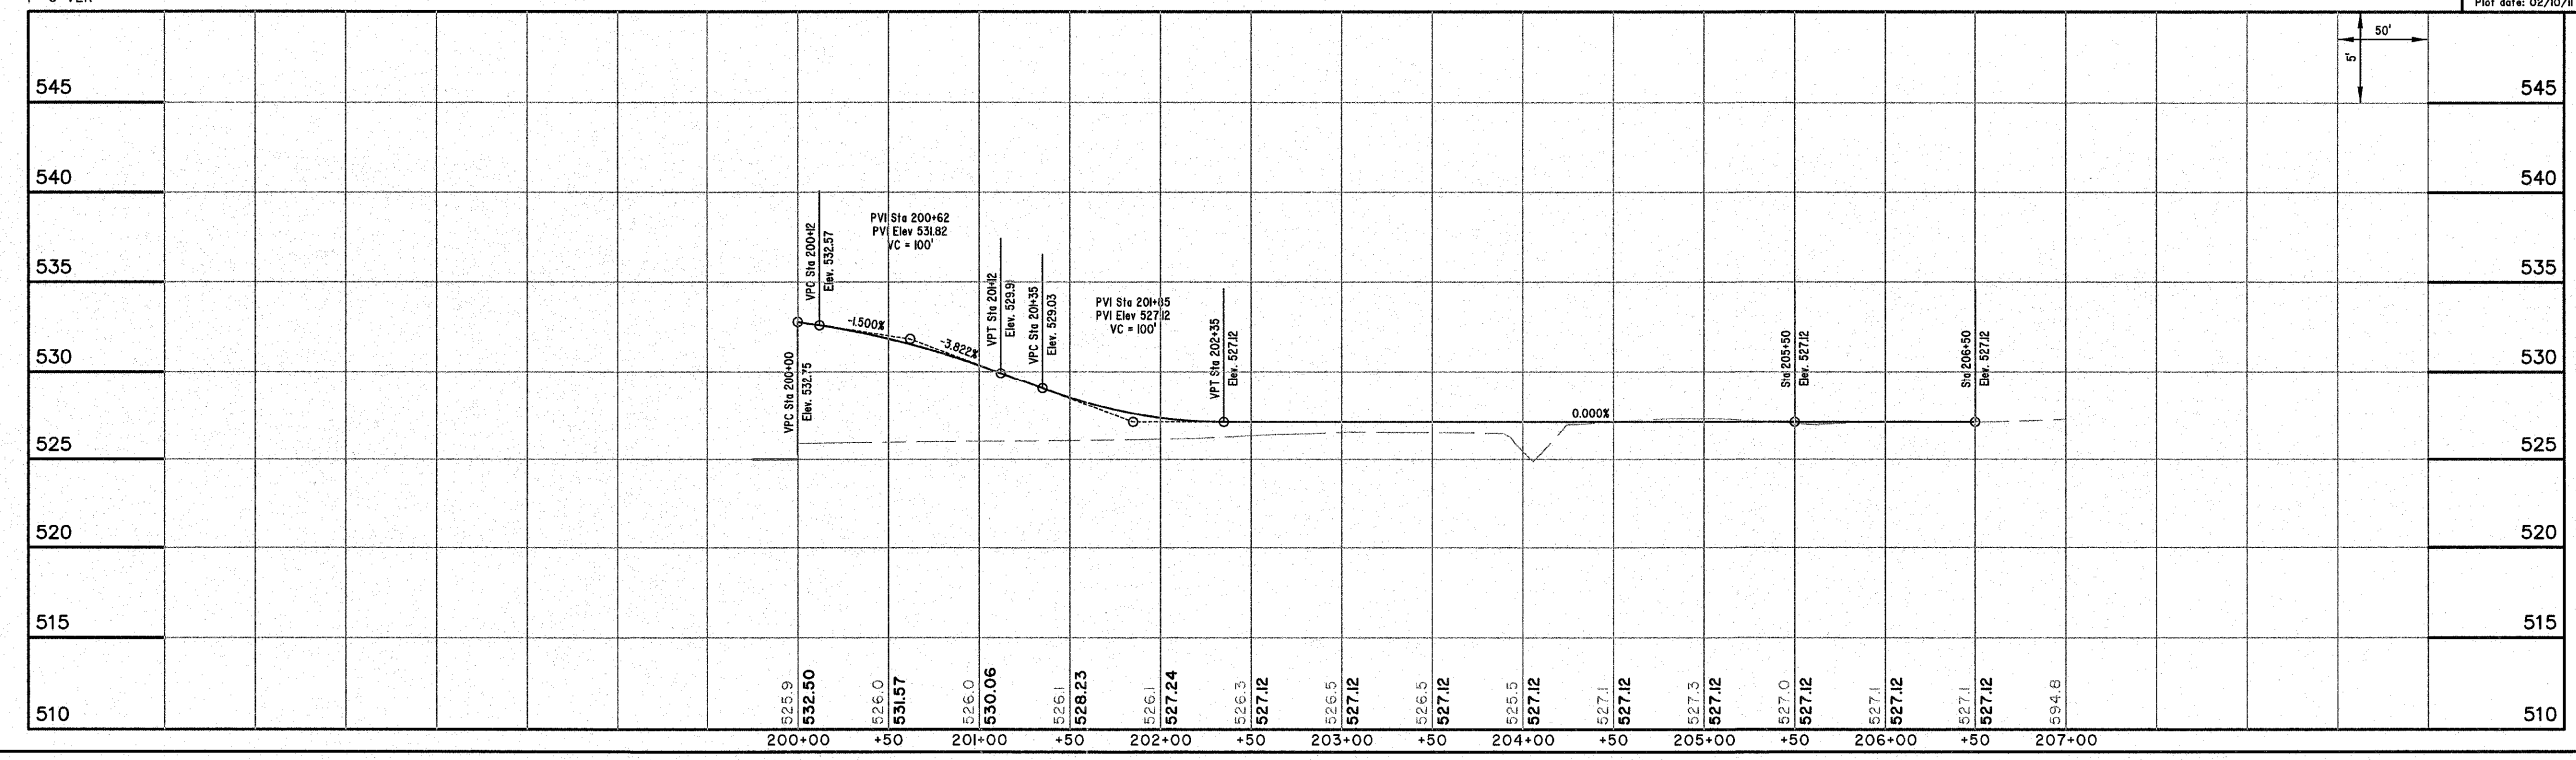 Plot date: 02/10/11
50'
5'
545
545
540
540
535
535
530
530
525
525
520
520
515
515
510
510
VPC Sta 200+00
Elev. 532.75
VPC Sta 200+12
Elev. 532.57
-1.500%
PVI Sta 200+62
PVI Elev 531.82
VC = 100'
-3.822%
VPT Sta 201+12
Elev. 529.91
VPC Sta 201+35
Elev. 529.03
PVI Sta 201+85
PVI Elev 527.12
VC = 100'
VPT Sta 202+35
Elev. 527.12
0.000%
Sta 205+50
Elev. 527.12
Sta 206+50
Elev. 527.12
525.9
532.50
526.0
531.57
526.0
530.06
526.1
528.23
526.1
527.24
526.3
527.12
526.5
527.12
526.5
527.12
525.5
527.12
527.1
527.12
527.3
527.12
527.0
527.12
527.1
527.12
527.1
527.12
594.8
200+00 +50 201+00 +50 202+00 +50 203+00 +50 204+00 +50 205+00 +50 206+00 +50 207+00